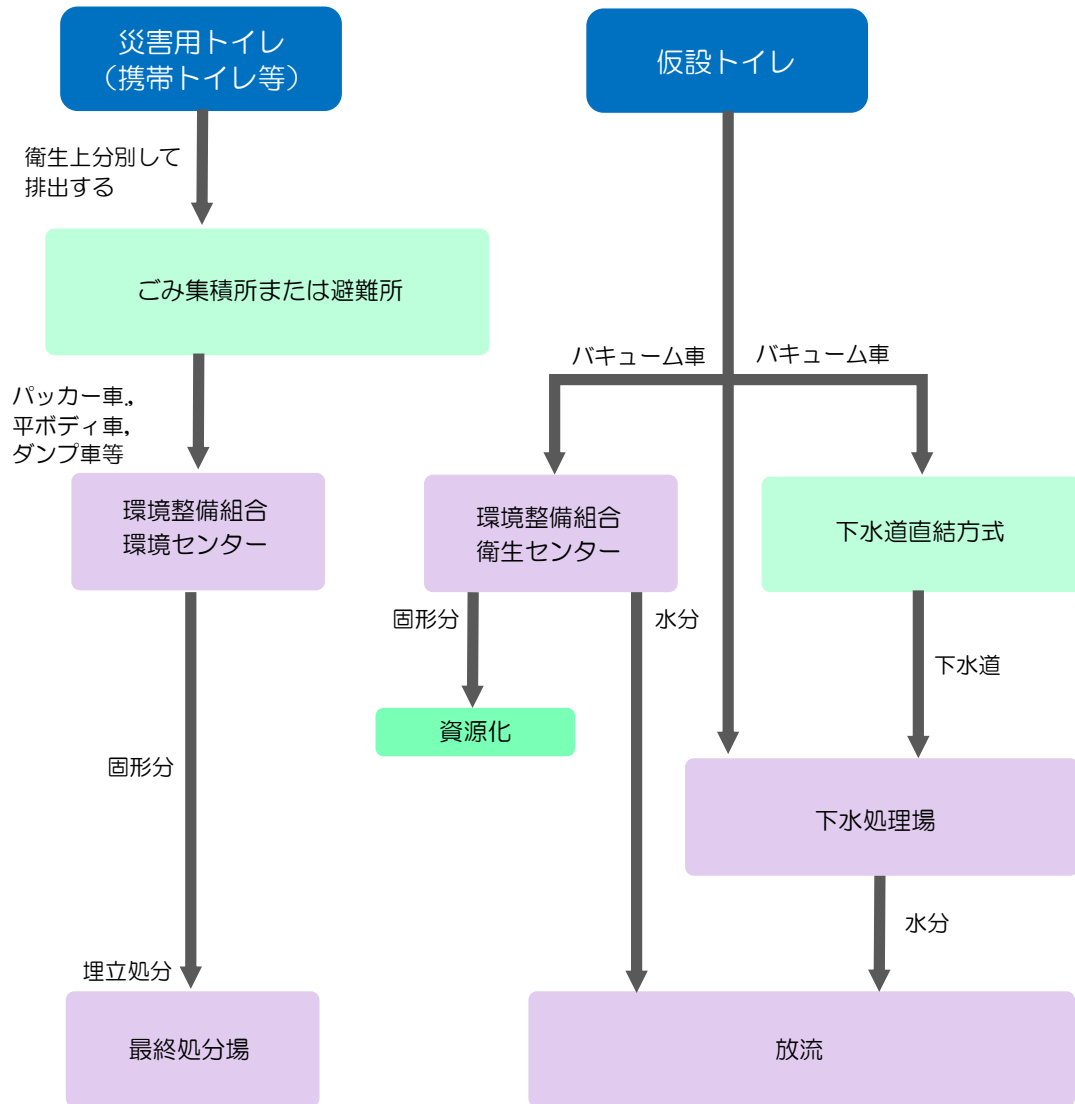 災害用トイレ
（携帯トイレ等）
仮設トイレ
衛生上分別して
排出する
ごみ集積所または避難所
バキューム車
バキューム車
パッカー車.,
平ボディ車,
ダンプ車等
環境整備組合
環境センター
環境整備組合
衛生センター
下水道直結方式
固形分
水分
下水道
資源化
固形分
下水処理場
水分
埋立処分
最終処分場
放流